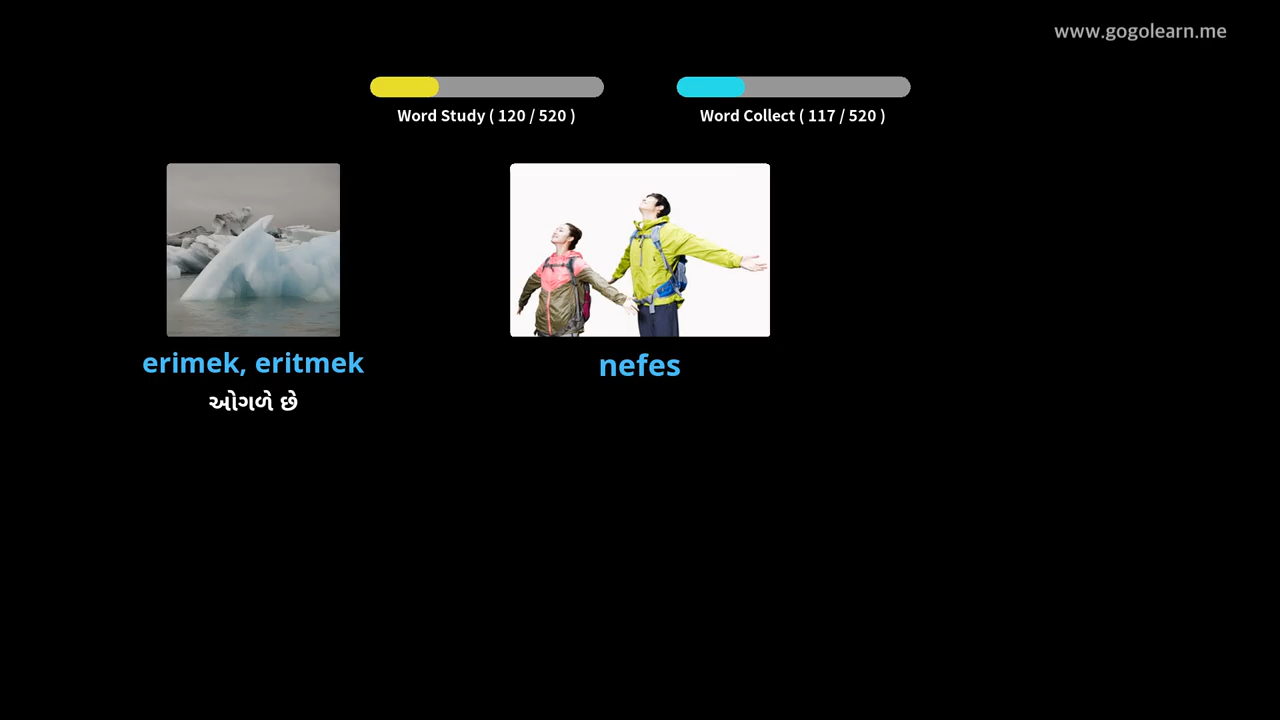 www.gogolearn.me
Word Study ( 120 / 520 )
Word Collect ( 117 / 520 )
erimek, eritmek
ઓગળે છે
nefes